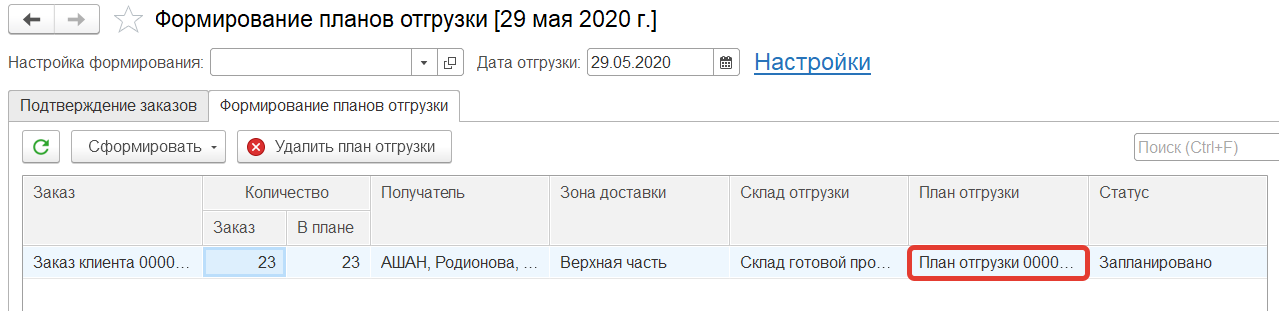 Формирование планов отгрузки [29 мая 2020 г.]
Настройка формирования: Дата отгрузки: 29.05.2020 Настройки
Подтверждение заказов Формирование планов отгрузки
Сформировать Удалить план отгрузки Поиск (Ctrl+F)
Заказ Количество Получатель Зона доставки Склад отгрузки План отгрузки Статус
Заказ В плане
Заказ клиента 0000... 23 23 АШАН, Родионова, ... Верхная часть Склад готовой про... План отгрузки 0000... Запланировано